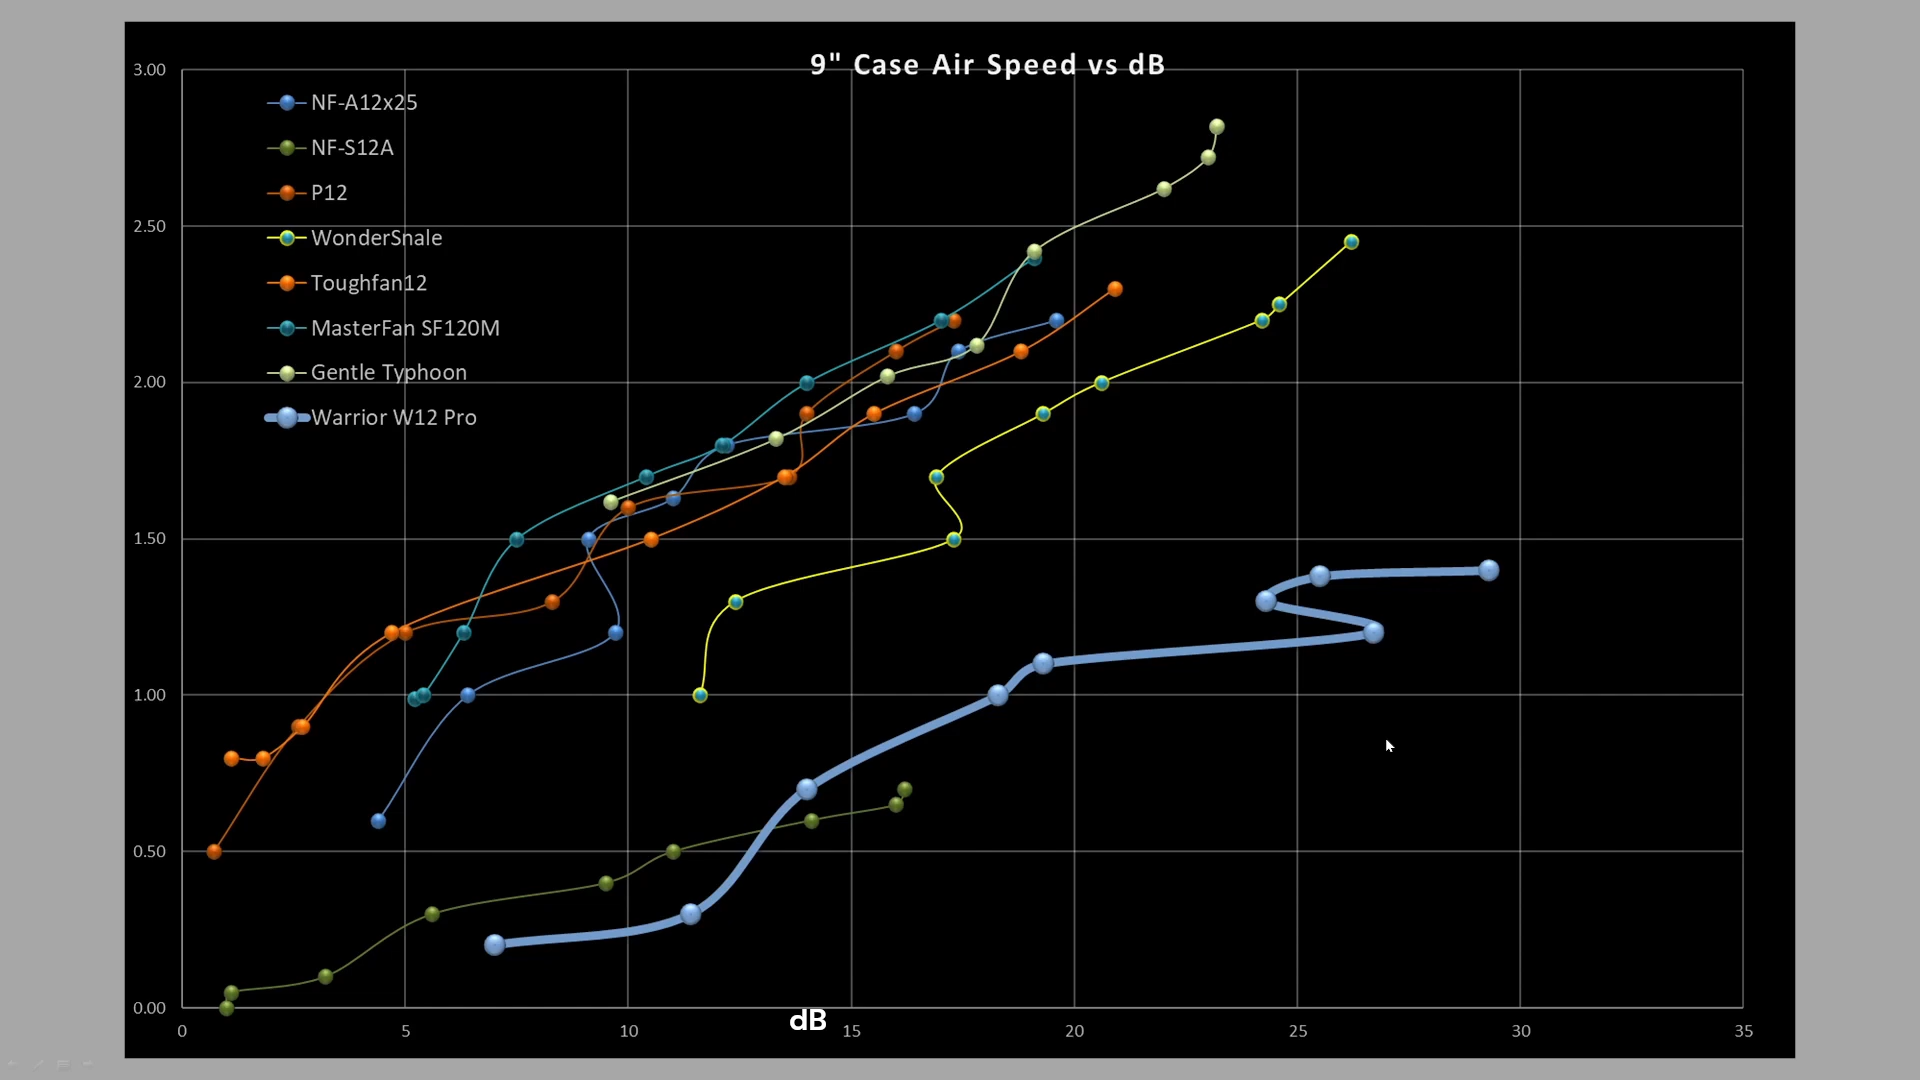 9" Case Air Speed vs dB
3.00
2.50
2.00
1.50
1.00
0.50
0.00
NF-A12x25
NF-S12A
P12
WonderSnale
Toughfan12
MasterFan SF120M
Gentle Typhoon
Warrior W12 Pro
0 5 10 15 20 25 30 35
dB